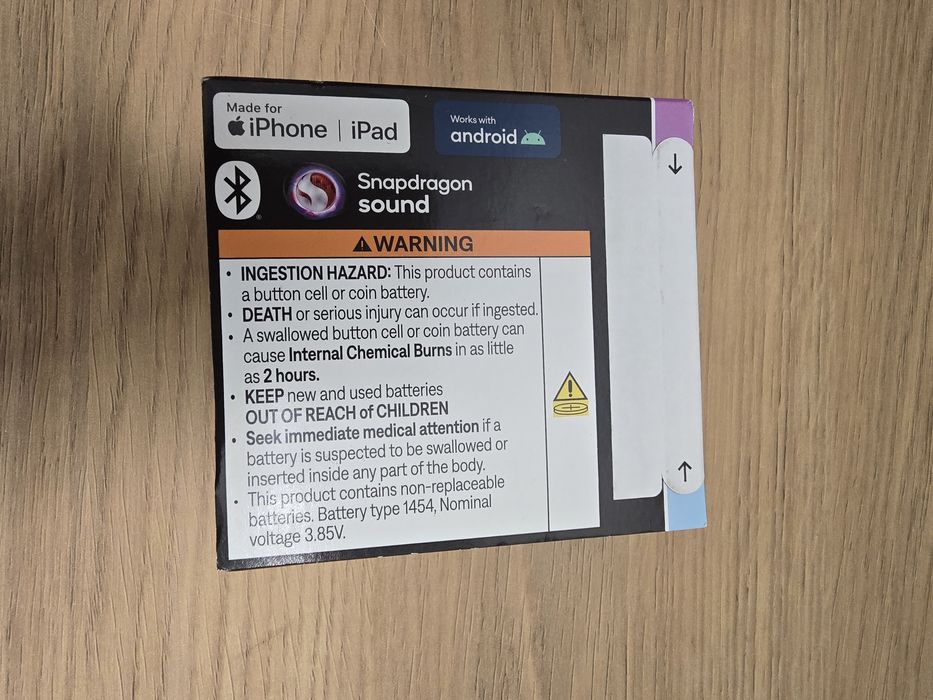 Made for
iPhone | iPad
Works with
android
Snapdragon
sound
WARNING
• INGESTION HAZARD: This product contains
a button cell or coin battery.
• DEATH or serious injury can occur if ingested.
• A swallowed button cell or coin battery can
cause Internal Chemical Burns in as little
as 2 hours.
• KEEP new and used batteries
OUT OF REACH of CHILDREN
• Seek immediate medical attention if a
battery is suspected to be swallowed or
inserted inside any part of the body.
• This product contains non-replaceable
batteries. Battery type 1454, Nominal
voltage 3.85V.